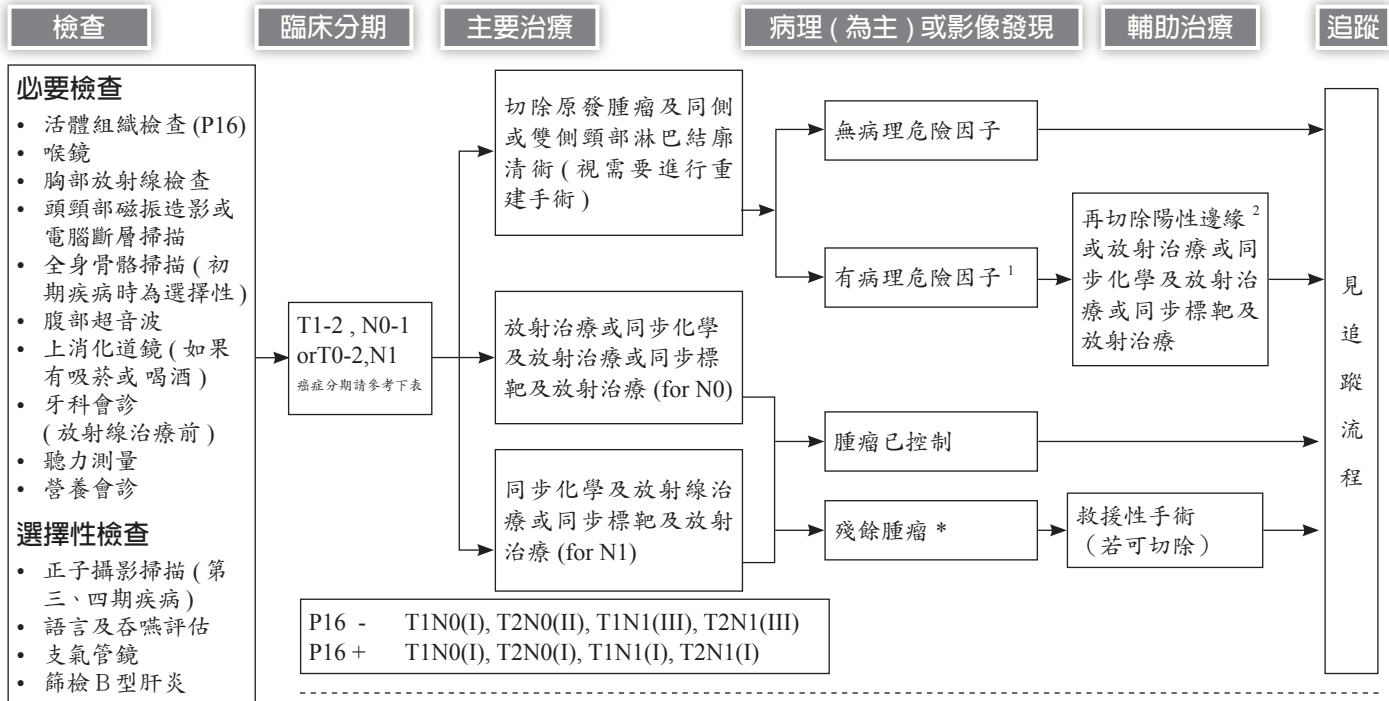 檢查
臨床分期
主要治療
病理 ( 為主 ) 或影像發現
輔助治療
追蹤
必要檢查
• 活體組織檢查 (P16)
• 喉鏡
• 胸部放射線檢查
• 頭頸部磁振造影或
電腦斷層掃描
• 全身骨骼掃描 ( 初
期疾病時為選擇性 )
• 腹部超音波
• 上消化道鏡 ( 如果
有吸菸或 喝酒 )
• 牙科會診
( 放射線治療前 )
• 聽力測量
• 營養會診
選擇性檢查
• 正子攝影掃描 ( 第
三、四期疾病 )
• 語言及吞嚥評估
• 支氣管鏡
• 篩檢 B 型肝炎
T1-2 , N0-1
orT0-2,N1
癌症分期請參考下表
切除原發腫瘤及同側
或雙側頸部淋巴結廓
清術 ( 視需要進行重
建手術 )
放射治療或同步化學
及放射治療或同步標
靶及放射治療 (for N0)
同步化學及放射線治
療或同步標靶及放射
治療 (for N1)
無病理危險因子
有病理危險因子 1
腫瘤已控制
殘餘腫瘤 *
再切除陽性邊緣 2
或放射治療或同
步化學及放射治
療或同步標靶及
放射治療
救援性手術
（若可切除）
見
追
蹤
流
程
P16 - T1N0(I), T2N0(II), T1N1(III), T2N1(III)
P16 + T1N0(I), T2N0(I), T1N1(I), T2N1(I)